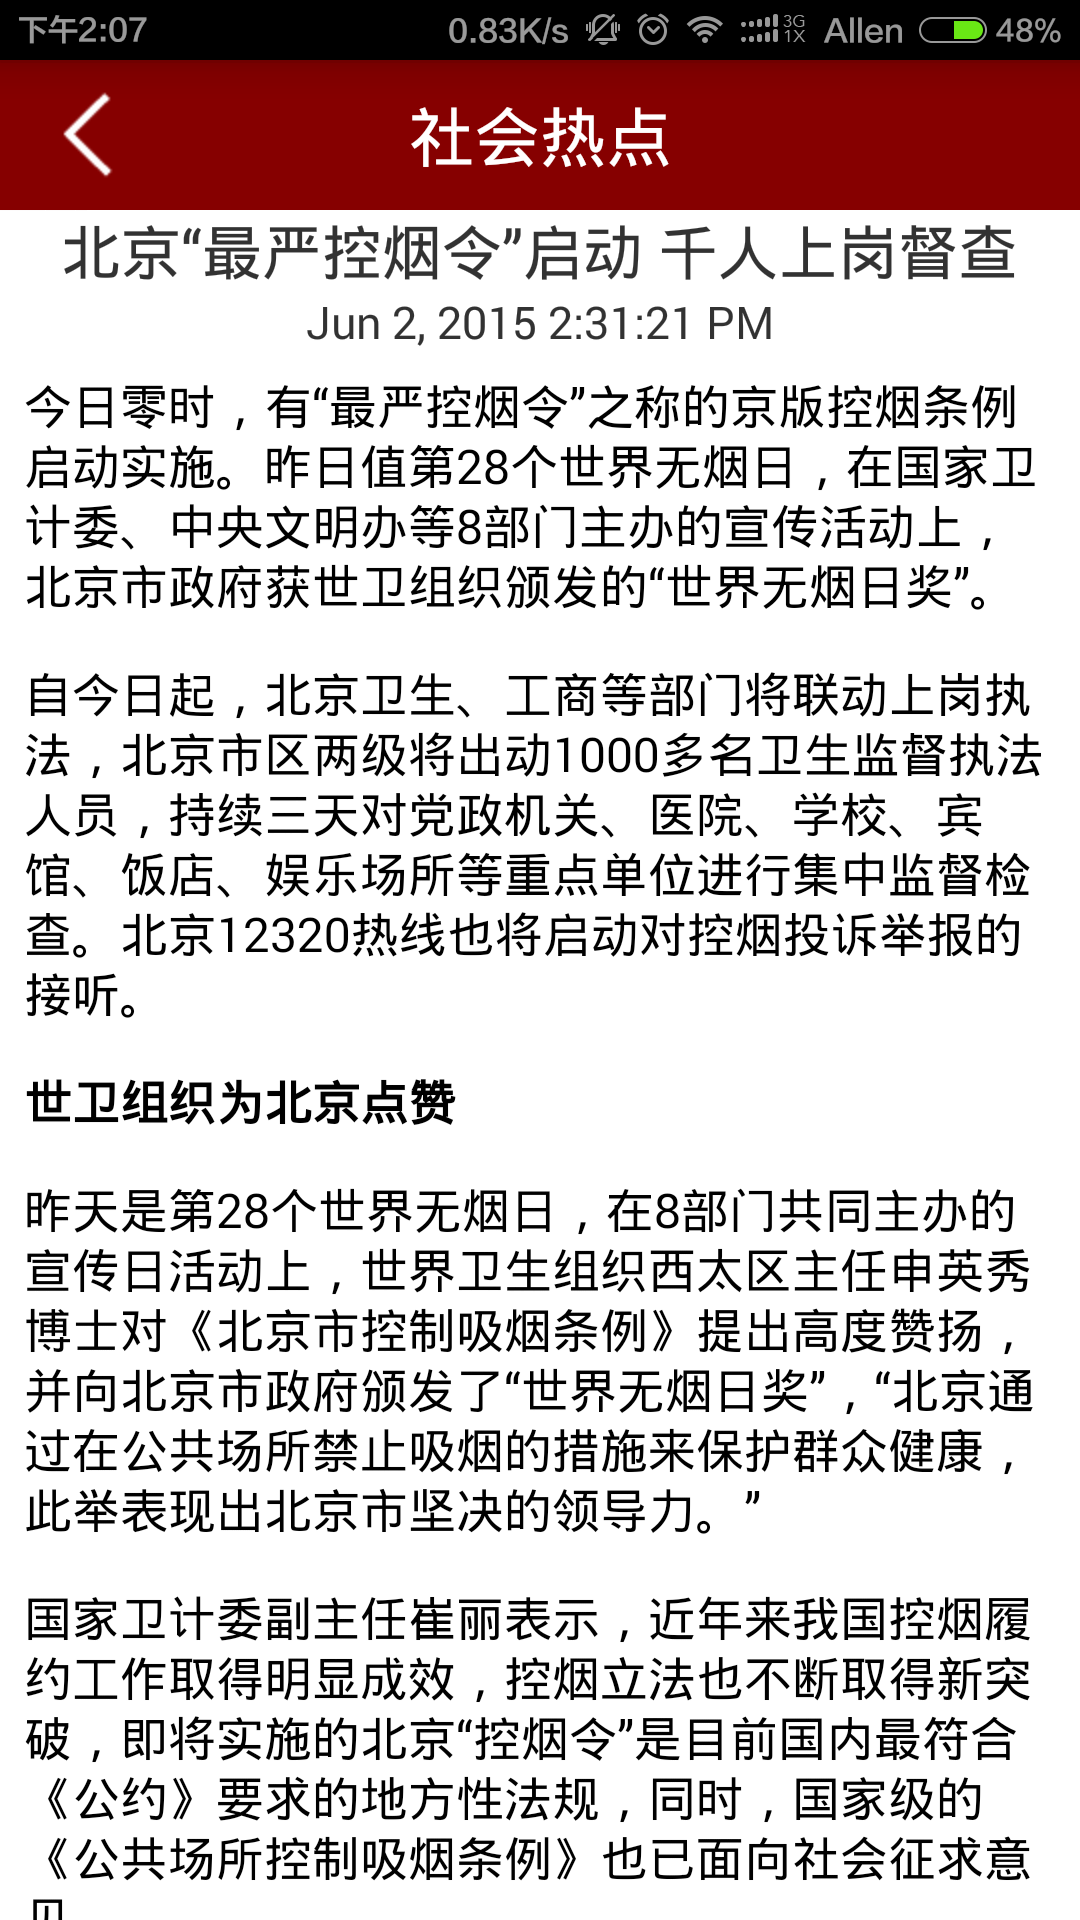 下午2:07 0.83K/s 3G 1X Allen 48%
社会热点
北京“最严控烟令”启动 千人上岗督查
Jun 2, 2015 2:31:21 PM
今日零时，有“最严控烟令”之称的京版控烟条例
启动实施。昨日值第28个世界无烟日，在国家卫
计委、中央文明办等8部门主办的宣传活动上，
北京市政府获世卫组织颁发的“世界无烟日奖”。
自今日起，北京卫生、工商等部门将联动上岗执
法，北京市区两级将出动1000多名卫生监督执法
人员，持续三天对党政机关、医院、学校、宾
馆、饭店、娱乐场所等重点单位进行集中监督检
查。北京12320热线也将启动对控烟投诉举报的
接听。
世卫组织为北京点赞
昨天是第28个世界无烟日，在8部门共同主办的
宣传日活动上，世界卫生组织西太区主任申英秀
博士对《北京市控制吸烟条例》提出高度赞扬，
并向北京市政府颁发了“世界无烟日奖”，“北京通
过在公共场所禁止吸烟的措施来保护群众健康，
此举表现出北京市坚决的领导力。”
国家卫计委副主任崔丽表示，近年来我国控烟履
约工作取得明显成效，控烟立法也不断取得新突
破，即将实施的北京“控烟令”是目前国内最符合
《公约》要求的地方性法规，同时，国家级的
《公共场所控制吸烟条例》也已面向社会征求意